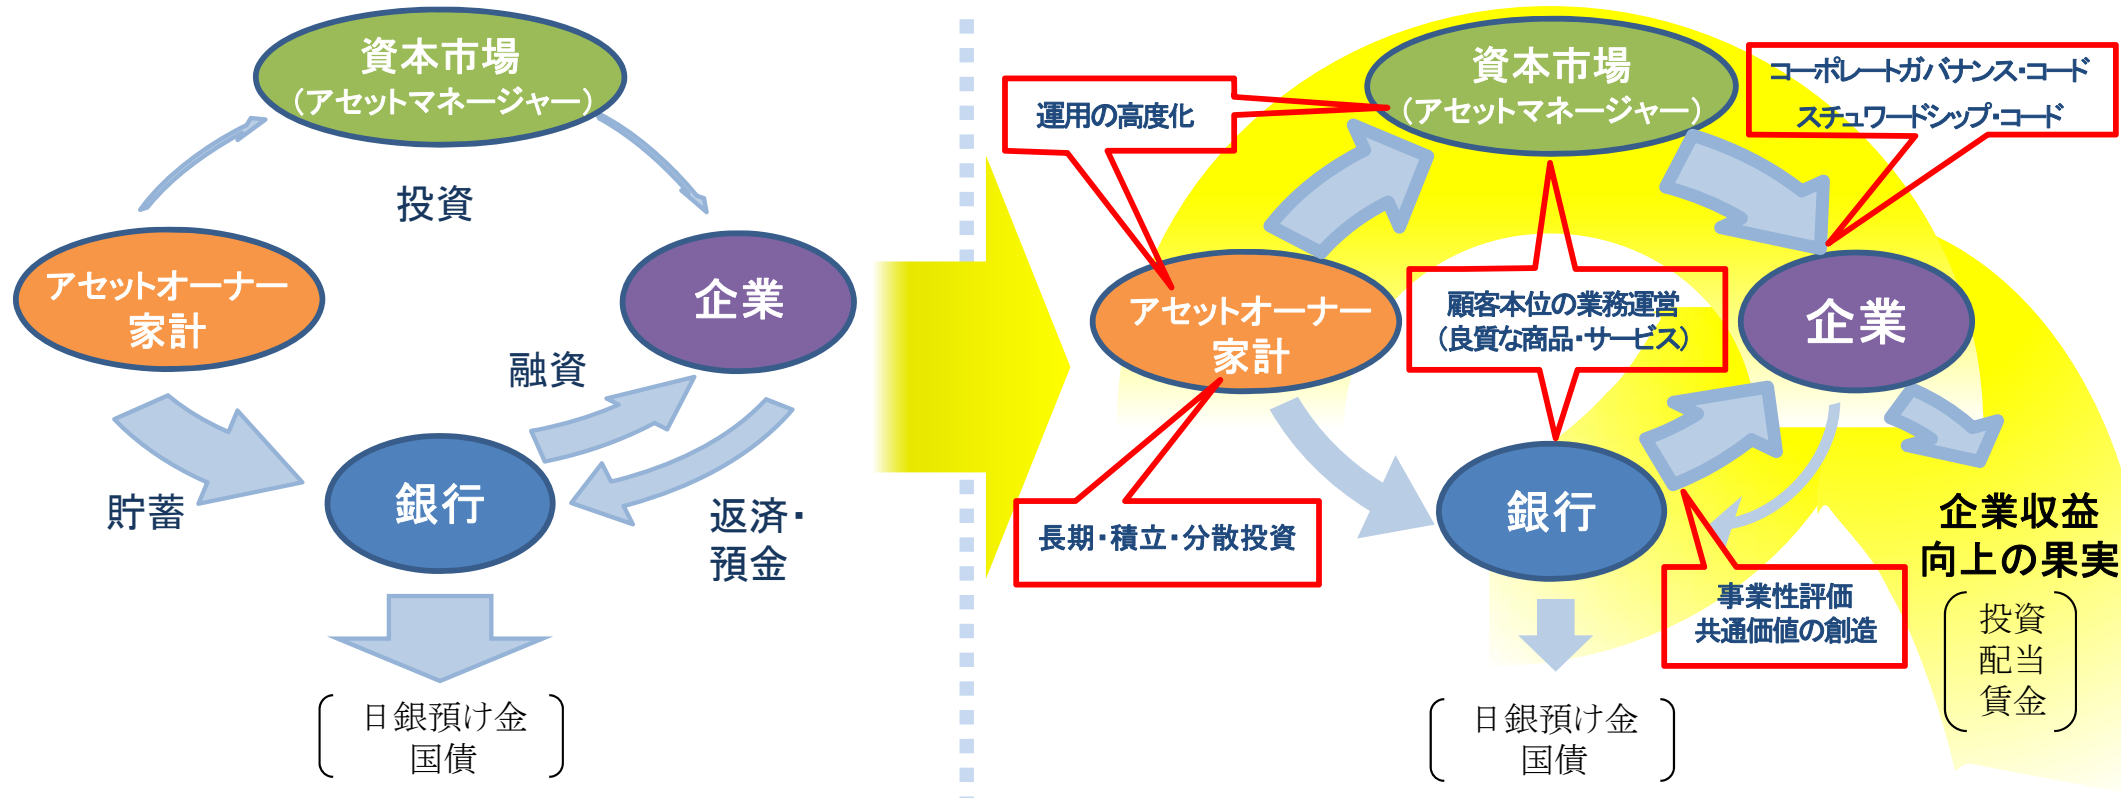 資本市場
（アセットマネージャー）
投資
アセットオーナー
家計
企業
融資
貯蓄
銀行
返済・
預金
日銀預け金
国債
資本市場
（アセットマネージャー）
コーポレートガバナンス・コード
スチュワードシップ・コード
運用の高度化
アセットオーナー
家計
顧客本位の業務運営
（良質な商品・サービス）
企業
長期・積立・分散投資
銀行
事業性評価
共通価値の創造
企業収益
向上の果実
投資
配当
賃金
日銀預け金
国債